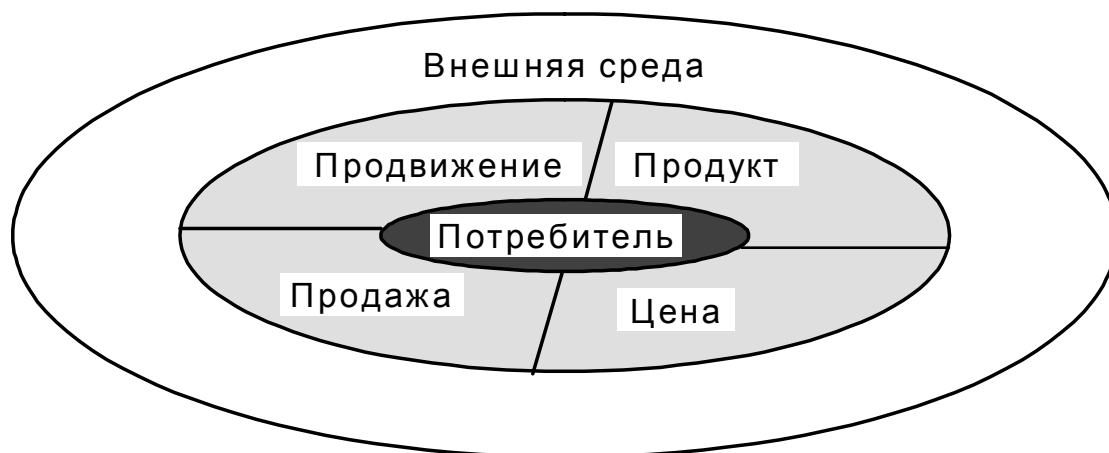 Внешняя среда
Продвижение
Продукт
Потребитель
Продажа
Цена